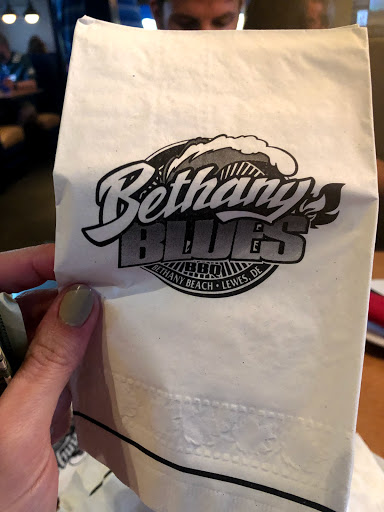 Bethany
BLUES
BBQ
BETHANY BEACH • LEWES, DE